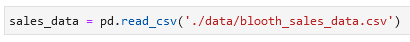 sales_data = pd.read_csv('./data/blooth_sales_data.csv')